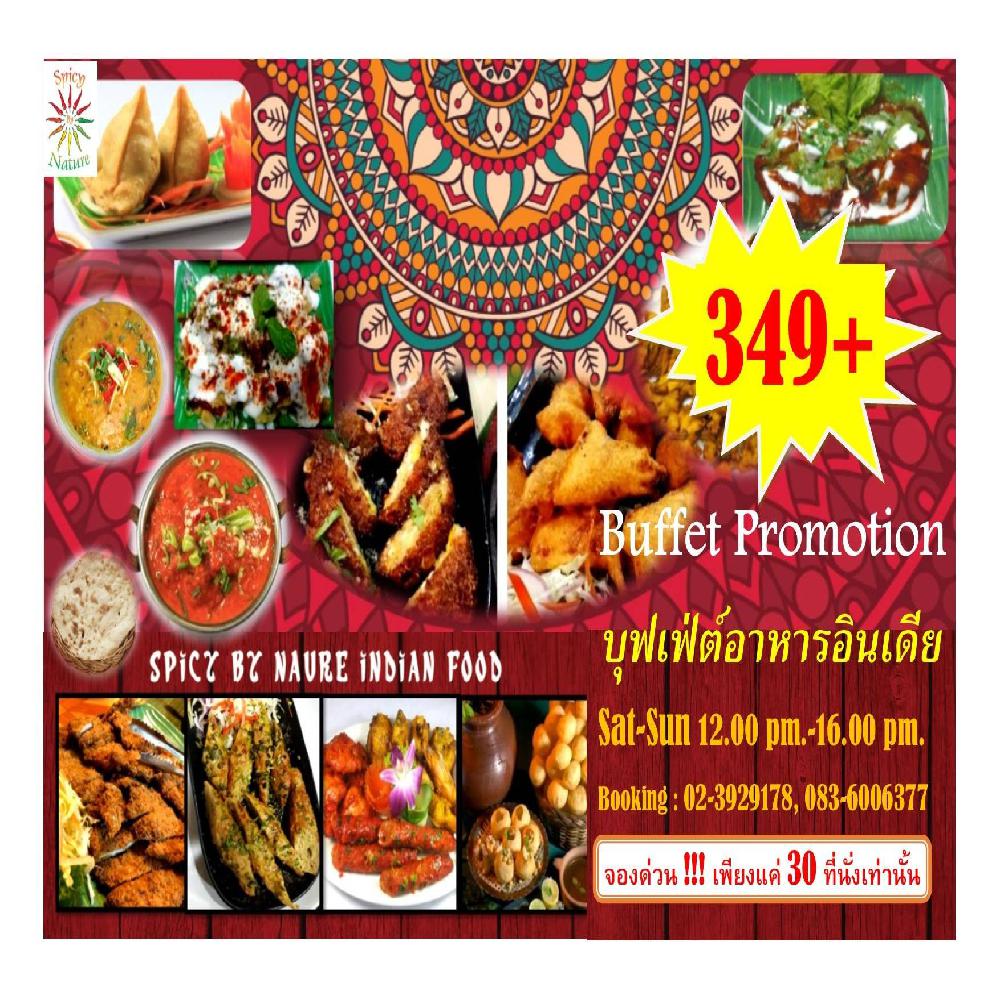 Spicy
by
Nature
349+
Buffet Promotion
บุฟเฟ่ต์อาหารอินเดีย
SPICY BY NAURE INDIAN FOOD
Sat-Sun 12.00 pm.-16.00 pm.
Booking : 02-3929178, 083-6006377
จองด่วน !!! เพียงแค่ 30 ที่นั่งเท่านั้น